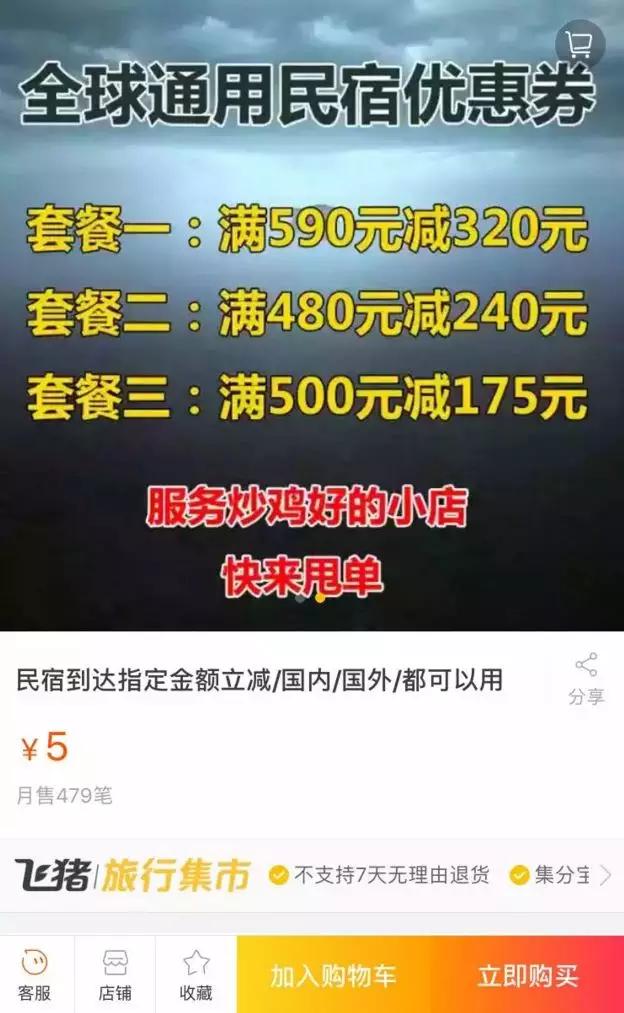 全球通用民宿优惠券
套餐一：满590元减320元
套餐二：满480元减240元
套餐三：满500元减175元
服务炒鸡好的小店
快来甩单
民宿到达指定金额立减/国内/国外/都可以用
分享
￥5
月售479笔
飞猪|旅行集市 不支持7天无理由退货 集分宝
客服 店铺 收藏 加入购物车 立即购买